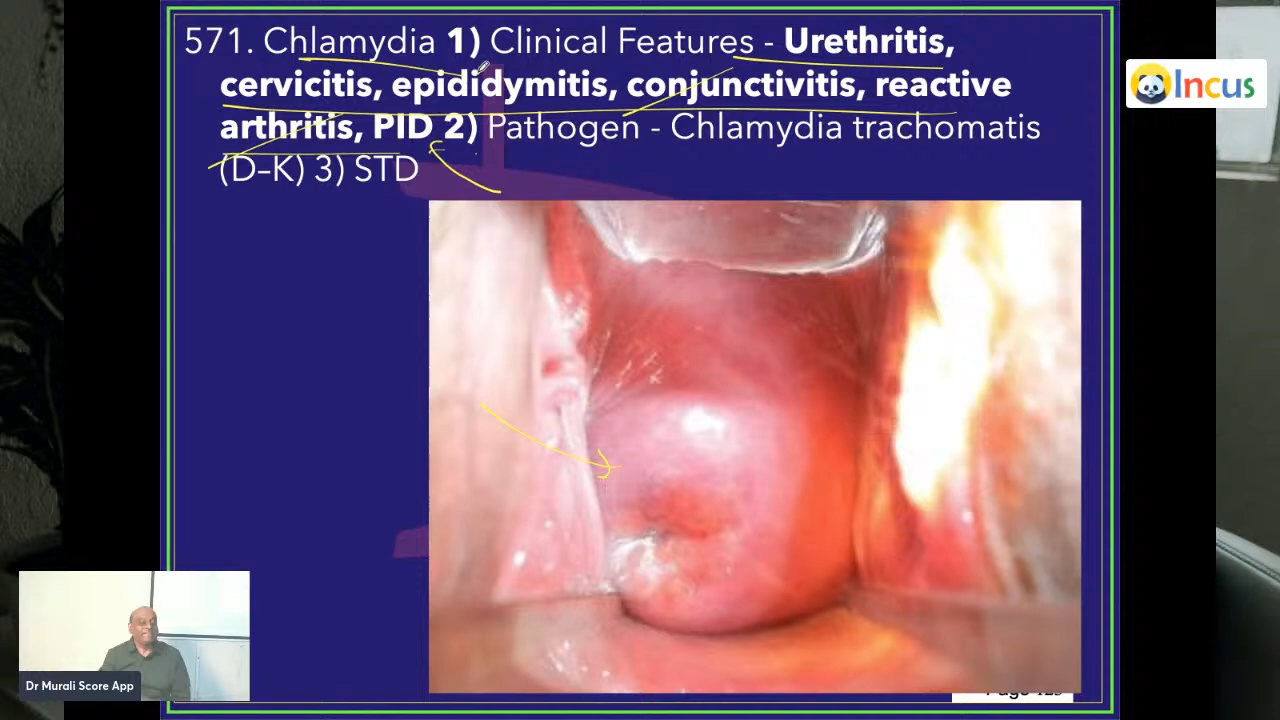 571. Chlamydia 1) Clinical Features - Urethritis,
cervicitis, epididymitis, conjunctivitis, reactive
arthritis, PID 2) Pathogen - Chlamydia trachomatis
(D–K) 3) STD
Incus
Dr Murali Score App